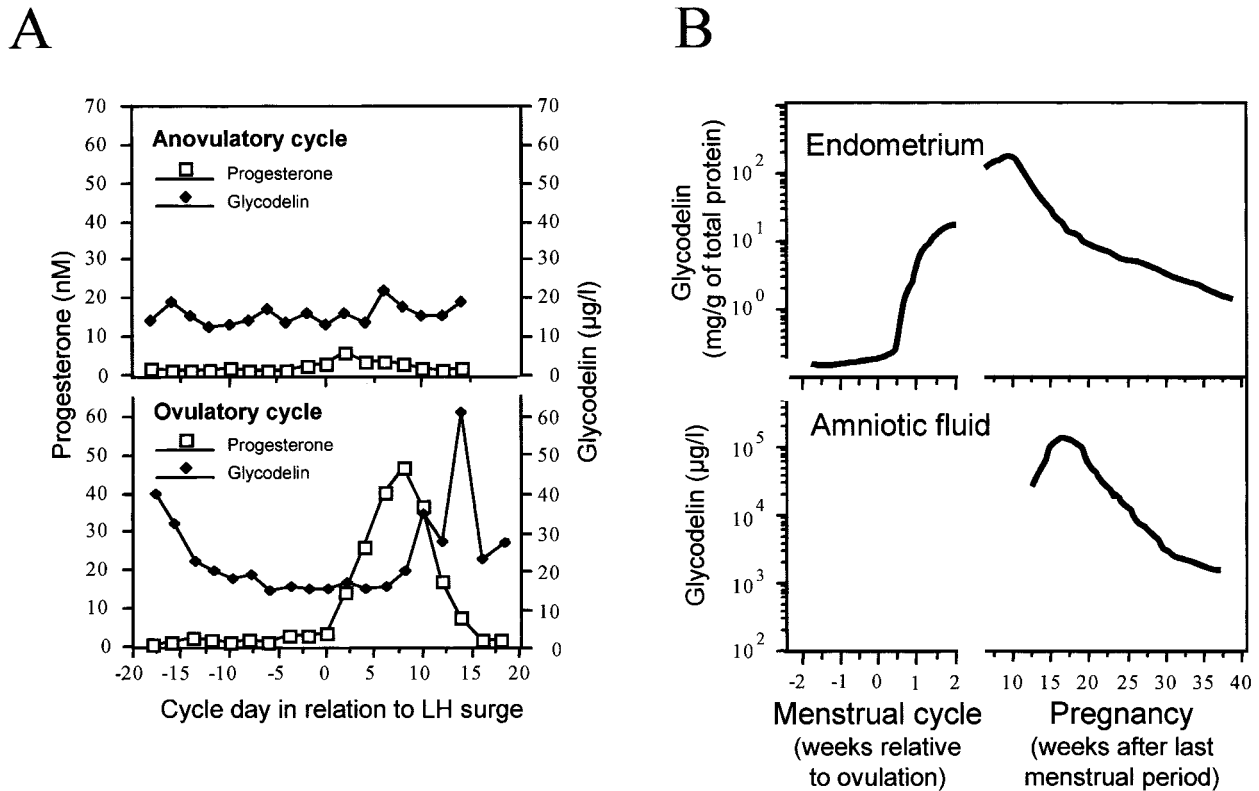 A
Progesterone (nM)
Glycodelin (µg/l)
70
60
50
40
30
20
10
0
70
60
50
40
30
20
10
0
Anovulatory cycle
Progesterone
Glycodelin
60
50
40
30
20
10
0
60
50
40
30
20
10
0
Ovulatory cycle
Progesterone
Glycodelin
-20 -15 -10 -5 0 5 10 15 20
Cycle day in relation to LH surge
B
Endometrium
Glycodelin
(mg/g of total protein)
10²
10¹
10⁰
Amniotic fluid
Glycodelin (µg/l)
10⁵
10⁴
10³
10²
-2 -1 0 1 2
10 15 20 25 30 35 40
Menstrual cycle
(weeks relative
to ovulation)
Pregnancy
(weeks after last
menstrual period)